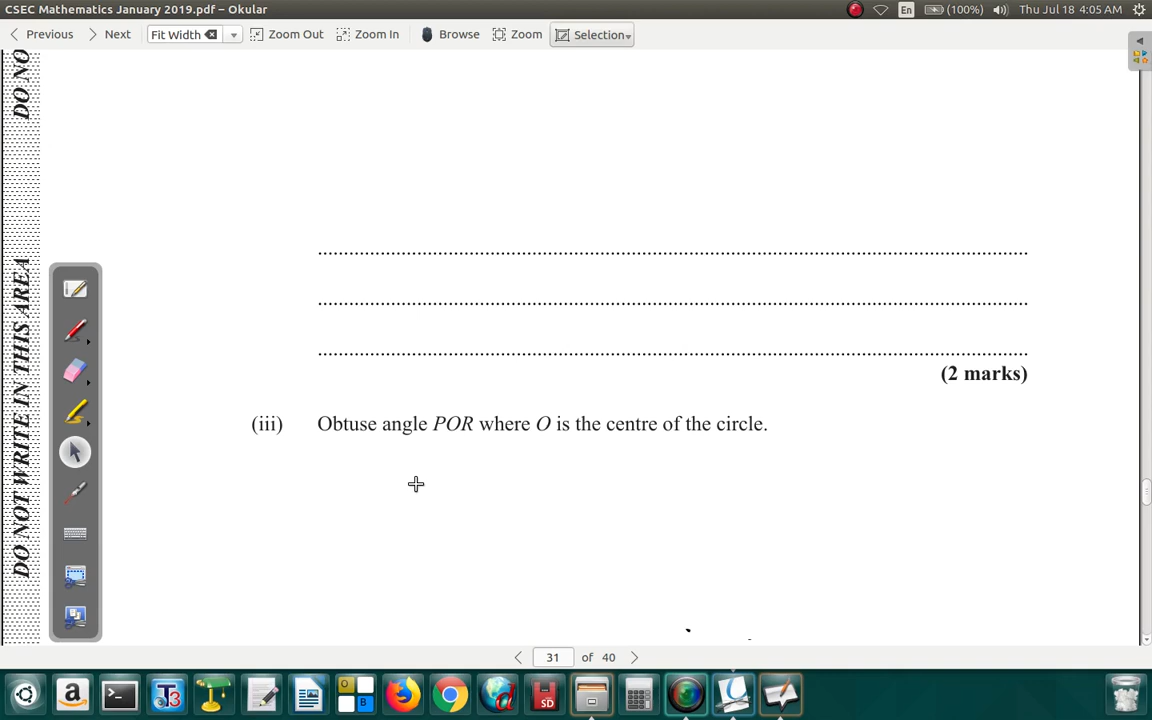 CSEC Mathematics January 2019.pdf - Okular
En (100%) Thu Jul 18 4:05 AM
Previous Next Fit Width Zoom Out Zoom In Browse Zoom Selection
DO NO
DO NOT WRITE IN THIS AREA
(2 marks)
(iii) Obtuse angle POR where O is the centre of the circle.
31 of 40